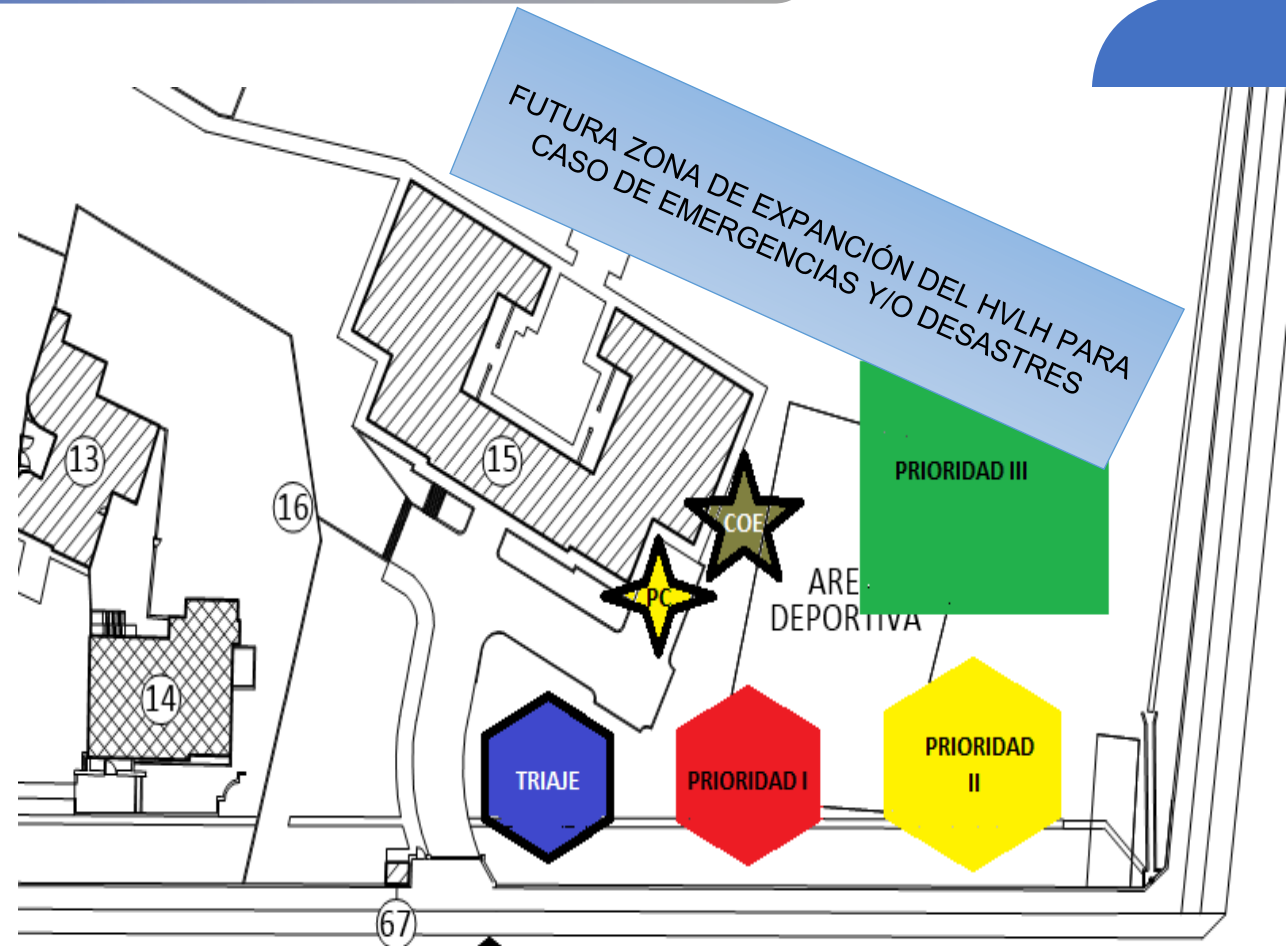 FUTURA ZONA DE EXPANCIÓN DEL HVLH PARA
CASO DE EMERGENCIAS Y/O DESASTRES
PRIORIDAD III
13
15
16
COE
PC
ARE
DEPORTIVA
14
TRIAJE
PRIORIDAD I
PRIORIDAD
II
67